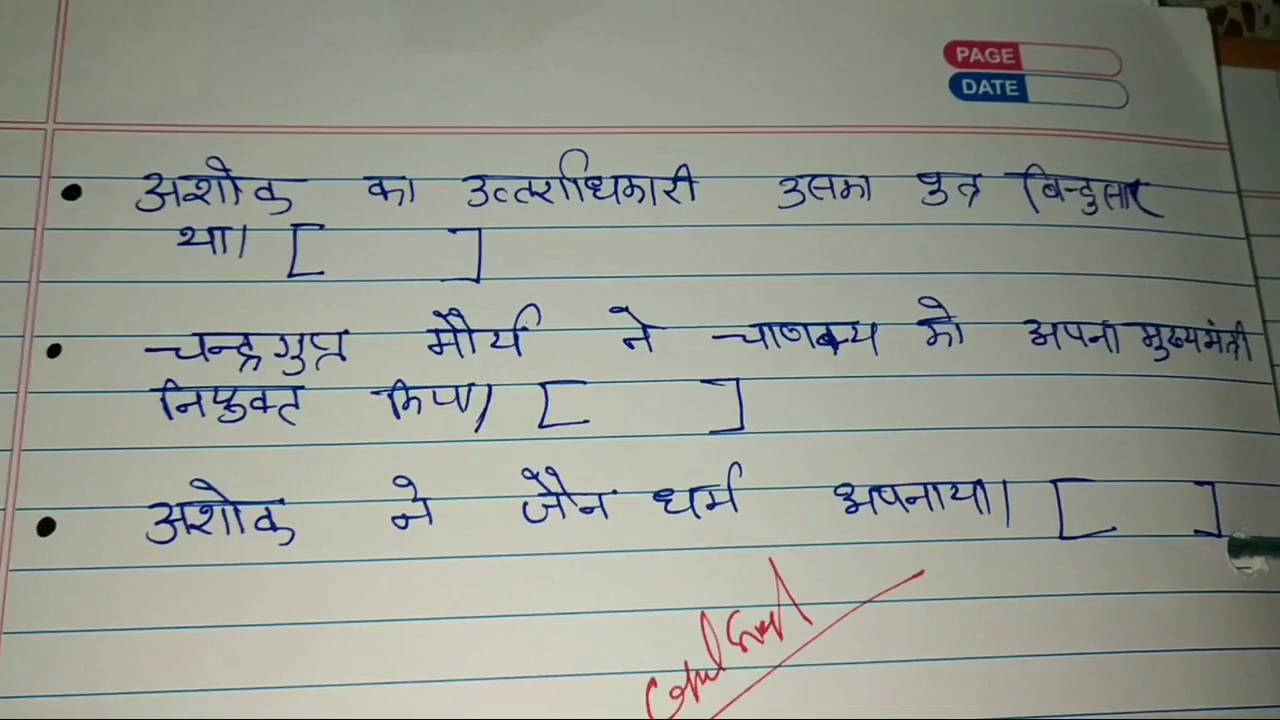 PAGE
DATE
• अशोक का उत्तराधिकारी उसका पुत्र बिन्दुसार
था। [ ]
• चन्द्रगुप्त मौर्य ने चाणक्य को अपना मुख्यमंत्री
नियुक्त किया। [ ]
• अशोक ने जैन धर्म अपनाया। [ ]